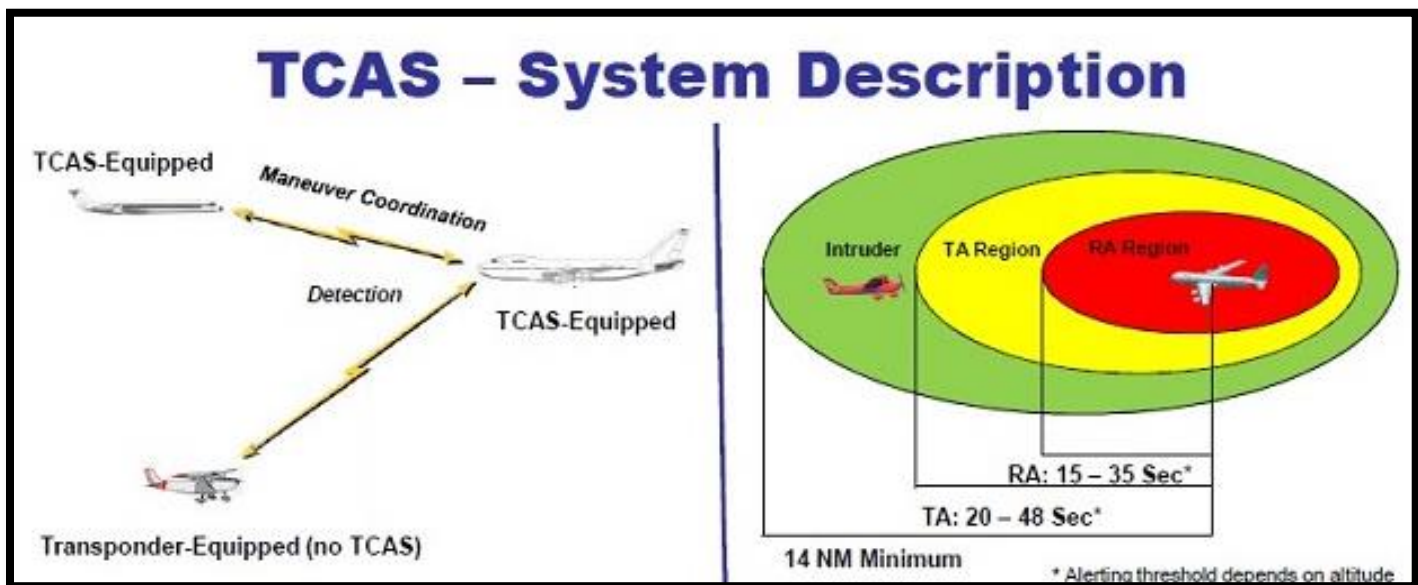 TCAS – System Description
TCAS-Equipped
Maneuver Coordination
Detection
TCAS-Equipped
Transponder-Equipped (no TCAS)
Intruder
TA Region
RA Region
RA: 15 – 35 Sec*
TA: 20 – 48 Sec*
14 NM Minimum
* Alerting threshold depends on altitude